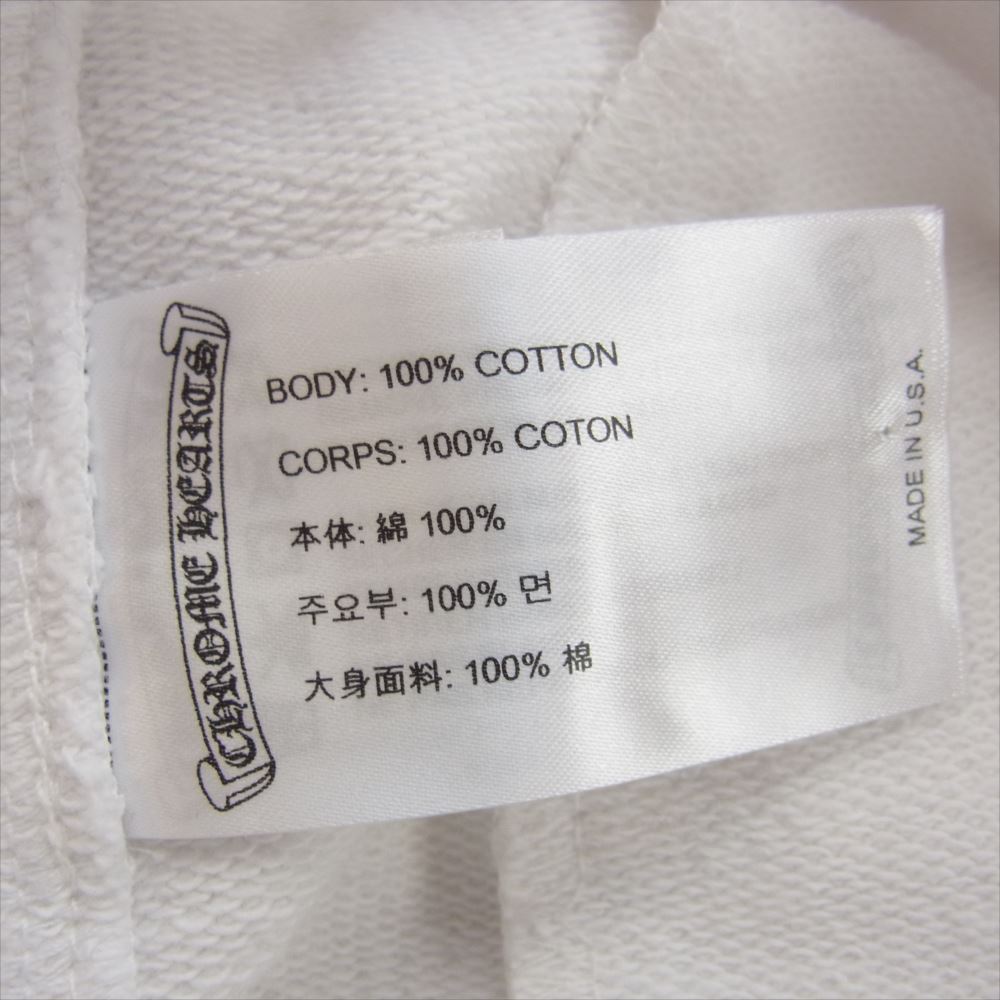 CHROME HEARTS
BODY: 100% COTTON
CORPS: 100% COTON
本体: 綿 100%
주요부: 100% 면
大身面料: 100% 棉
MADE IN U.S.A.